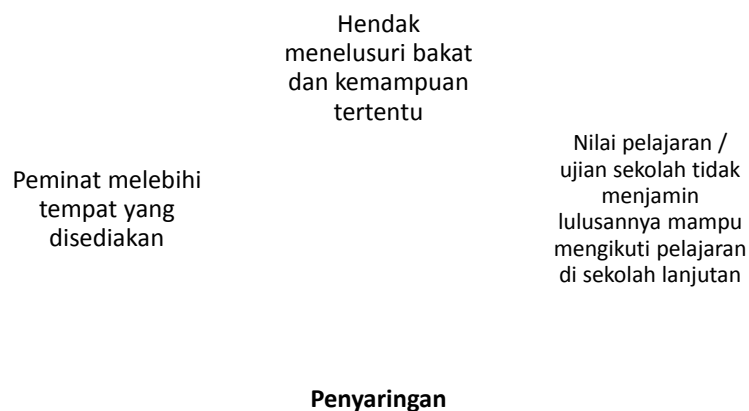 Hendak
menelusuri bakat
dan kemampuan
tertentu
Peminat melebihi
tempat yang
disediakan
Nilai pelajaran /
ujian sekolah tidak
menjamin
lulusannya mampu
mengikuti pelajaran
di sekolah lanjutan
Penyaringan